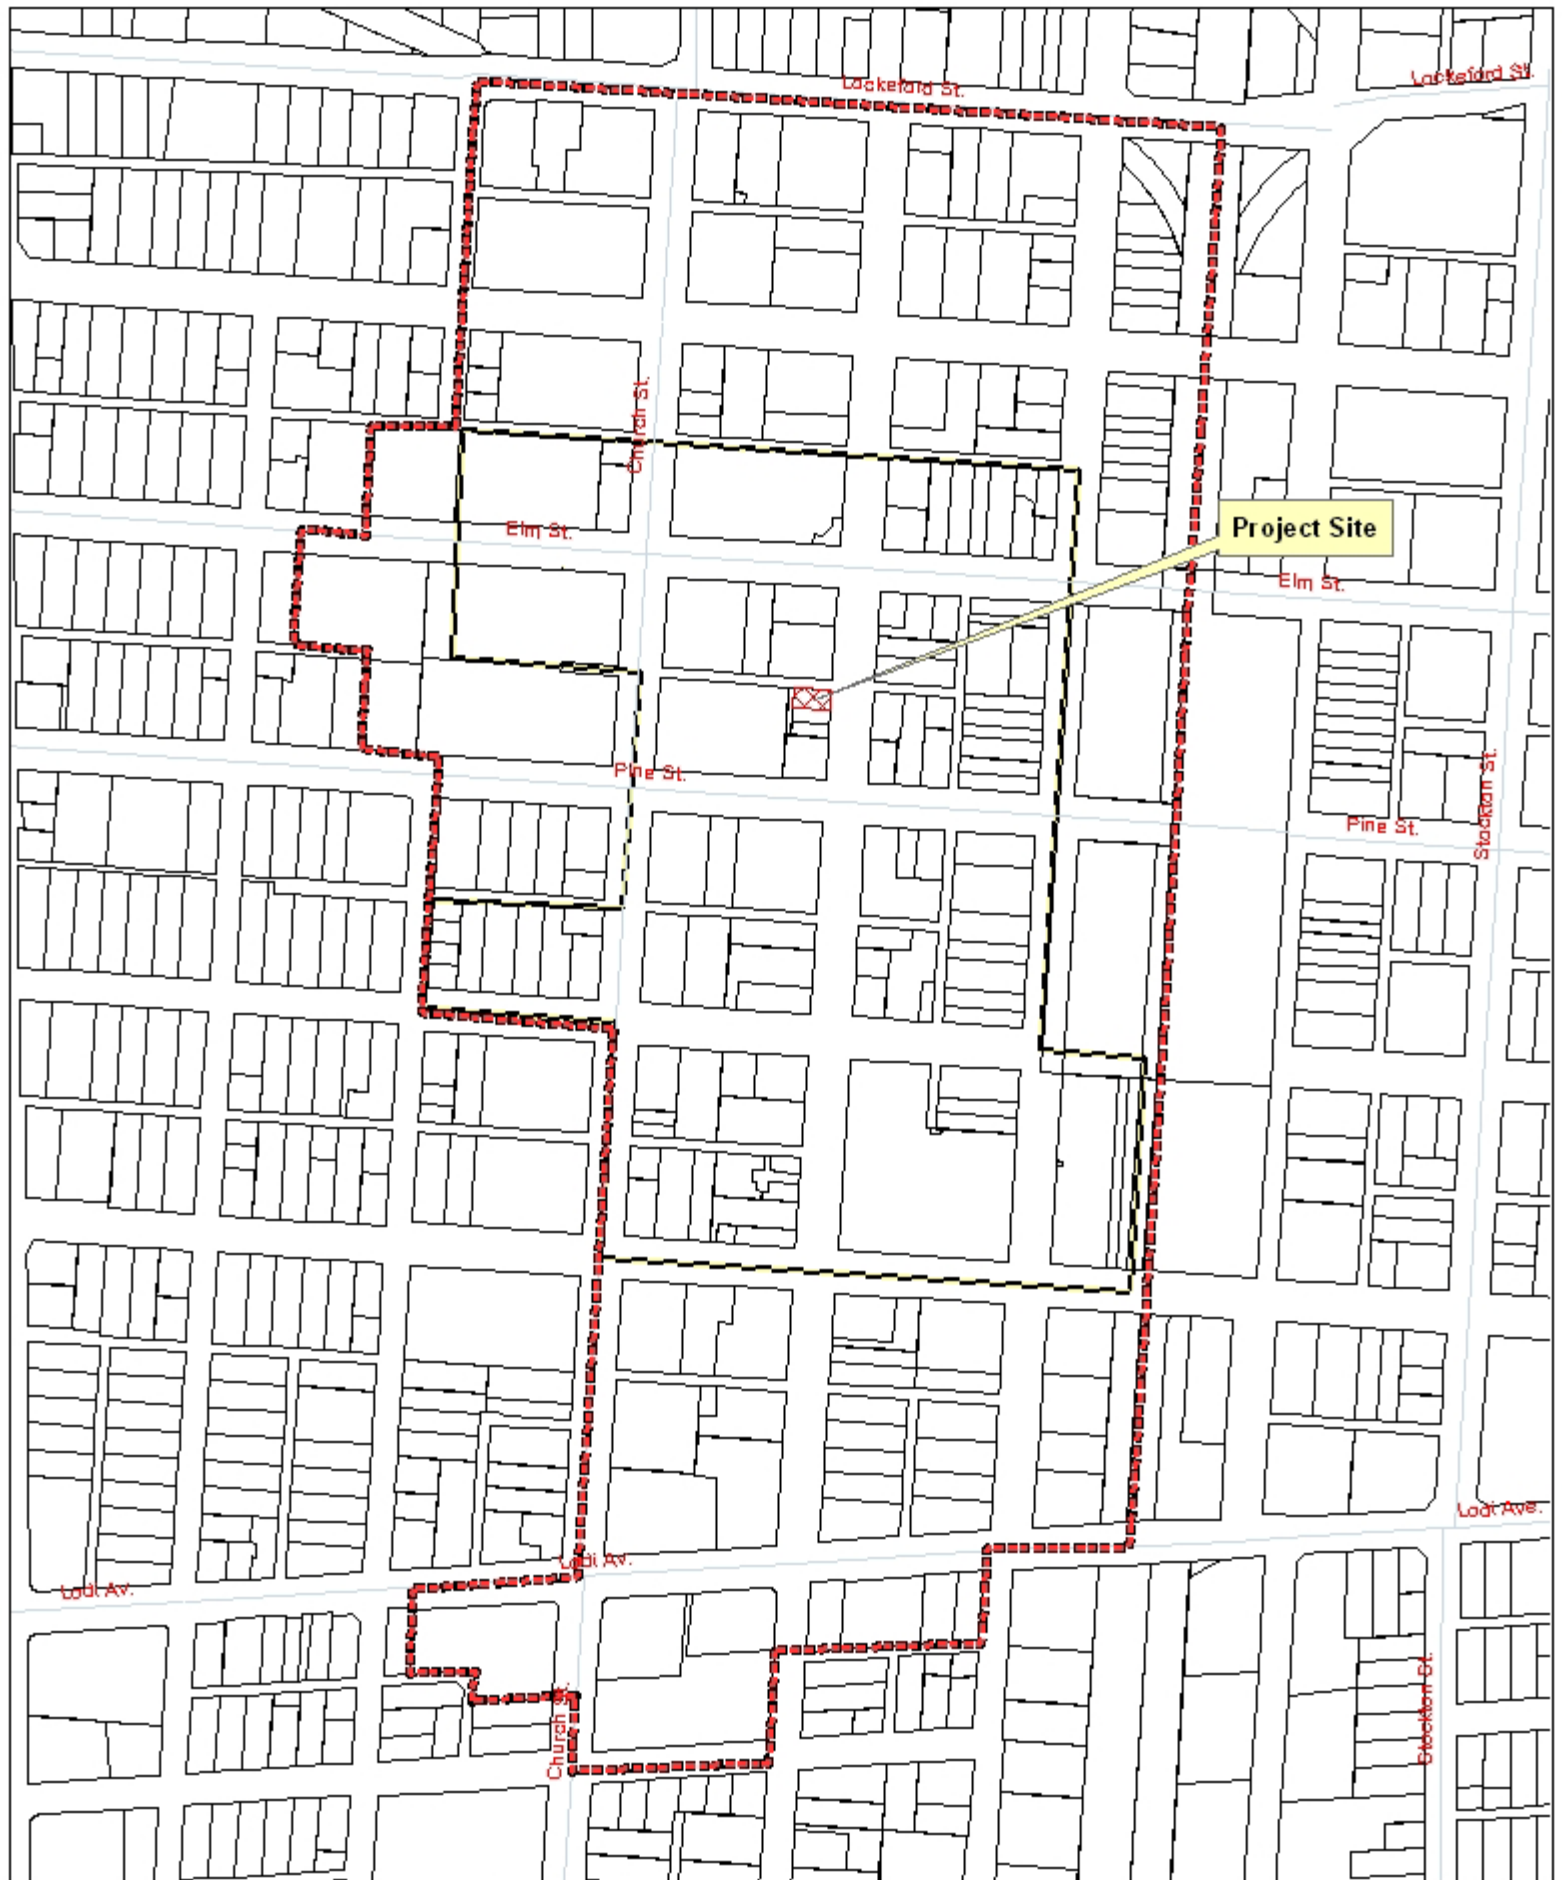 Lockeford St.
Lockeford St.
Church St.
Elm St.
Project Site
Elm St.
Pine St.
Stockton St.
Pine St.
Lodi Ave.
Lodi Av.
Lodi Av.
Church St.
Stockton St.